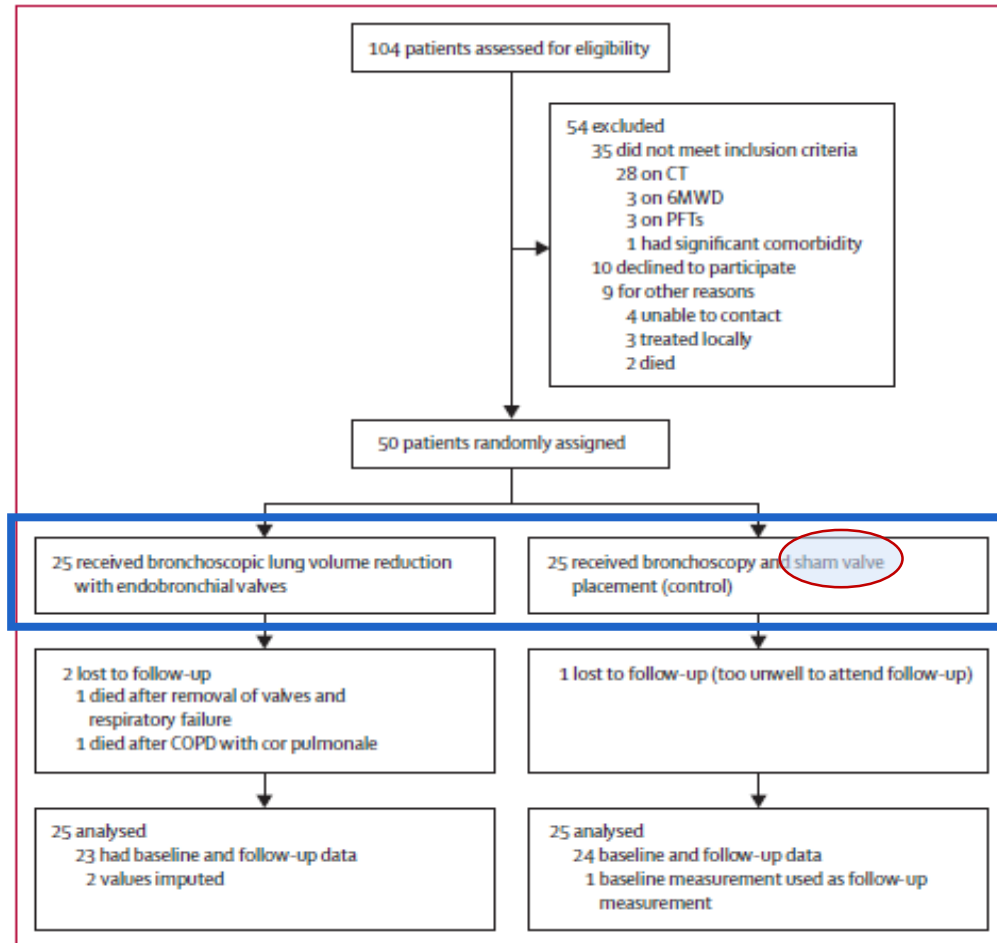 104 patients assessed for eligibility
54 excluded
35 did not meet inclusion criteria
28 on CT
3 on 6MWD
3 on PFTs
1 had significant comorbidity
10 declined to participate
9 for other reasons
4 unable to contact
3 treated locally
2 died
50 patients randomly assigned
25 received bronchoscopic lung volume reduction
with endobronchial valves
25 received bronchoscopy and sham valve
placement (control)
2 lost to follow-up
1 died after removal of valves and
respiratory failure
1 died after COPD with cor pulmonale
1 lost to follow-up (too unwell to attend follow-up)
25 analysed
23 had baseline and follow-up data
2 values imputed
25 analysed
24 baseline and follow-up data
1 baseline measurement used as follow-up
measurement